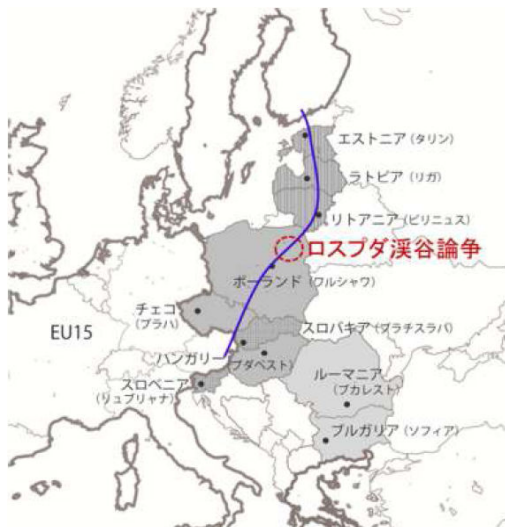 エストニア（タリン）
ラトビア（リガ）
リトアニア（ビリニュス）
ロスプダ渓谷論争
ポーランド（ワルシャワ）
チェコ
（プラハ）
EU15
スロバキア（ブラチスラバ）
ハンガリー
（ブダペスト）
スロベニア
（リュブリャナ）
ルーマニア
（ブカレスト）
ブルガリア（ソフィア）